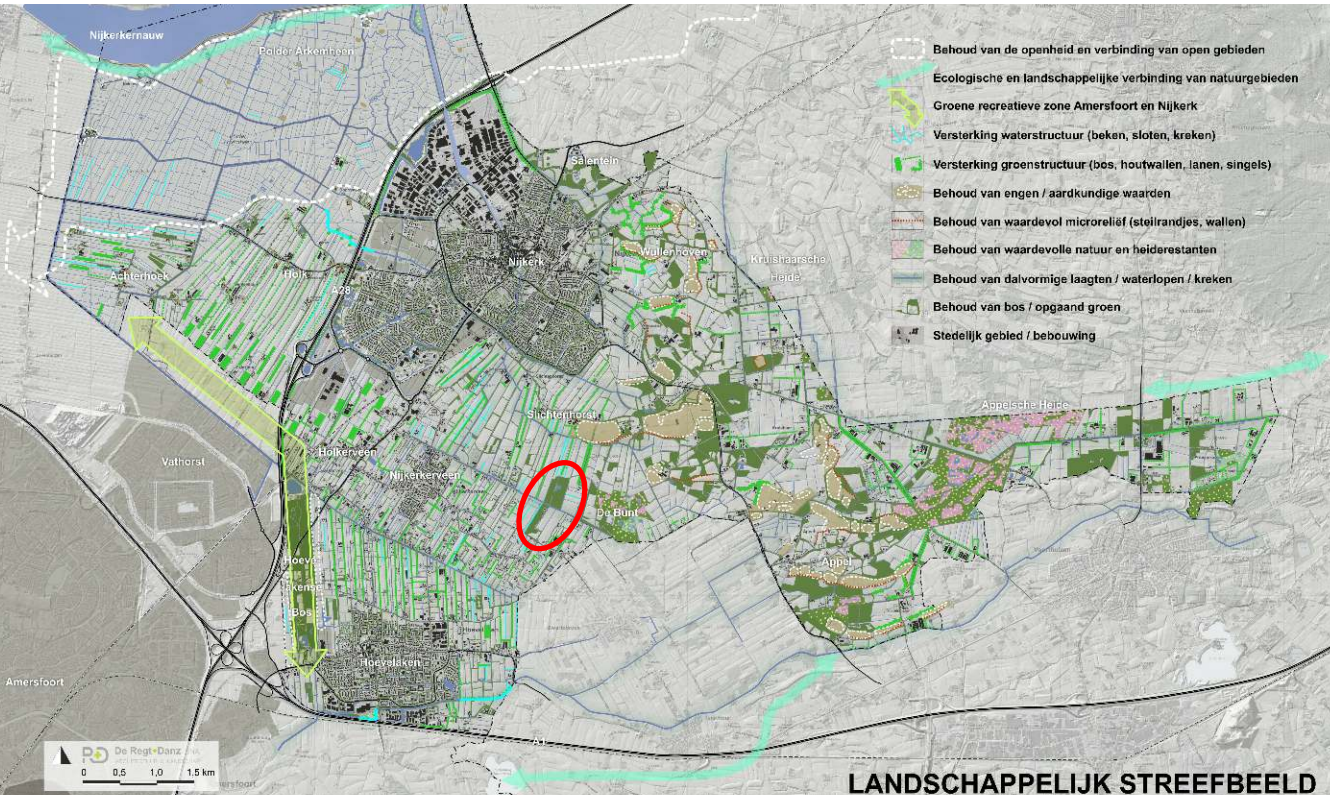 Nijkerkernauw
Polder Arkemheen
Behoud van de openheid en verbinding van open gebieden
Ecologische en landschappelijke verbinding van natuurgebieden
Groene recreatieve zone Amersfoort en Nijkerk
Versterking waterstructuur (beken, sloten, kreken)
Versterking groenstructuur (bos, houtwallen, lanen, singels)
Behoud van engen / aardkundige waarden
Behoud van waardevol microreliëf (steilrandjes, wallen)
Behoud van waardevolle natuur en heiderestanten
Behoud van dalvormige laagten / waterlopen / kreken
Behoud van bos / opgaand groen
Stedelijk gebied / bebouwing
Salentein
Wullenhoven
Kruishaarsche
Heide
Nijkerk
Achterhoek
Holk
A28
Slichtenhorst
Appelsche Heide
Holkerveen
Vathorst
Nijkerkerveen
De Bunt
Appel
Hoeve
lakense
Bos
Hoevelaken
Amersfoort
A1
De Regt+Danz
0 0,5 1,0 1.5 km
LANDSCHAPPELIJK STREEFBEELD